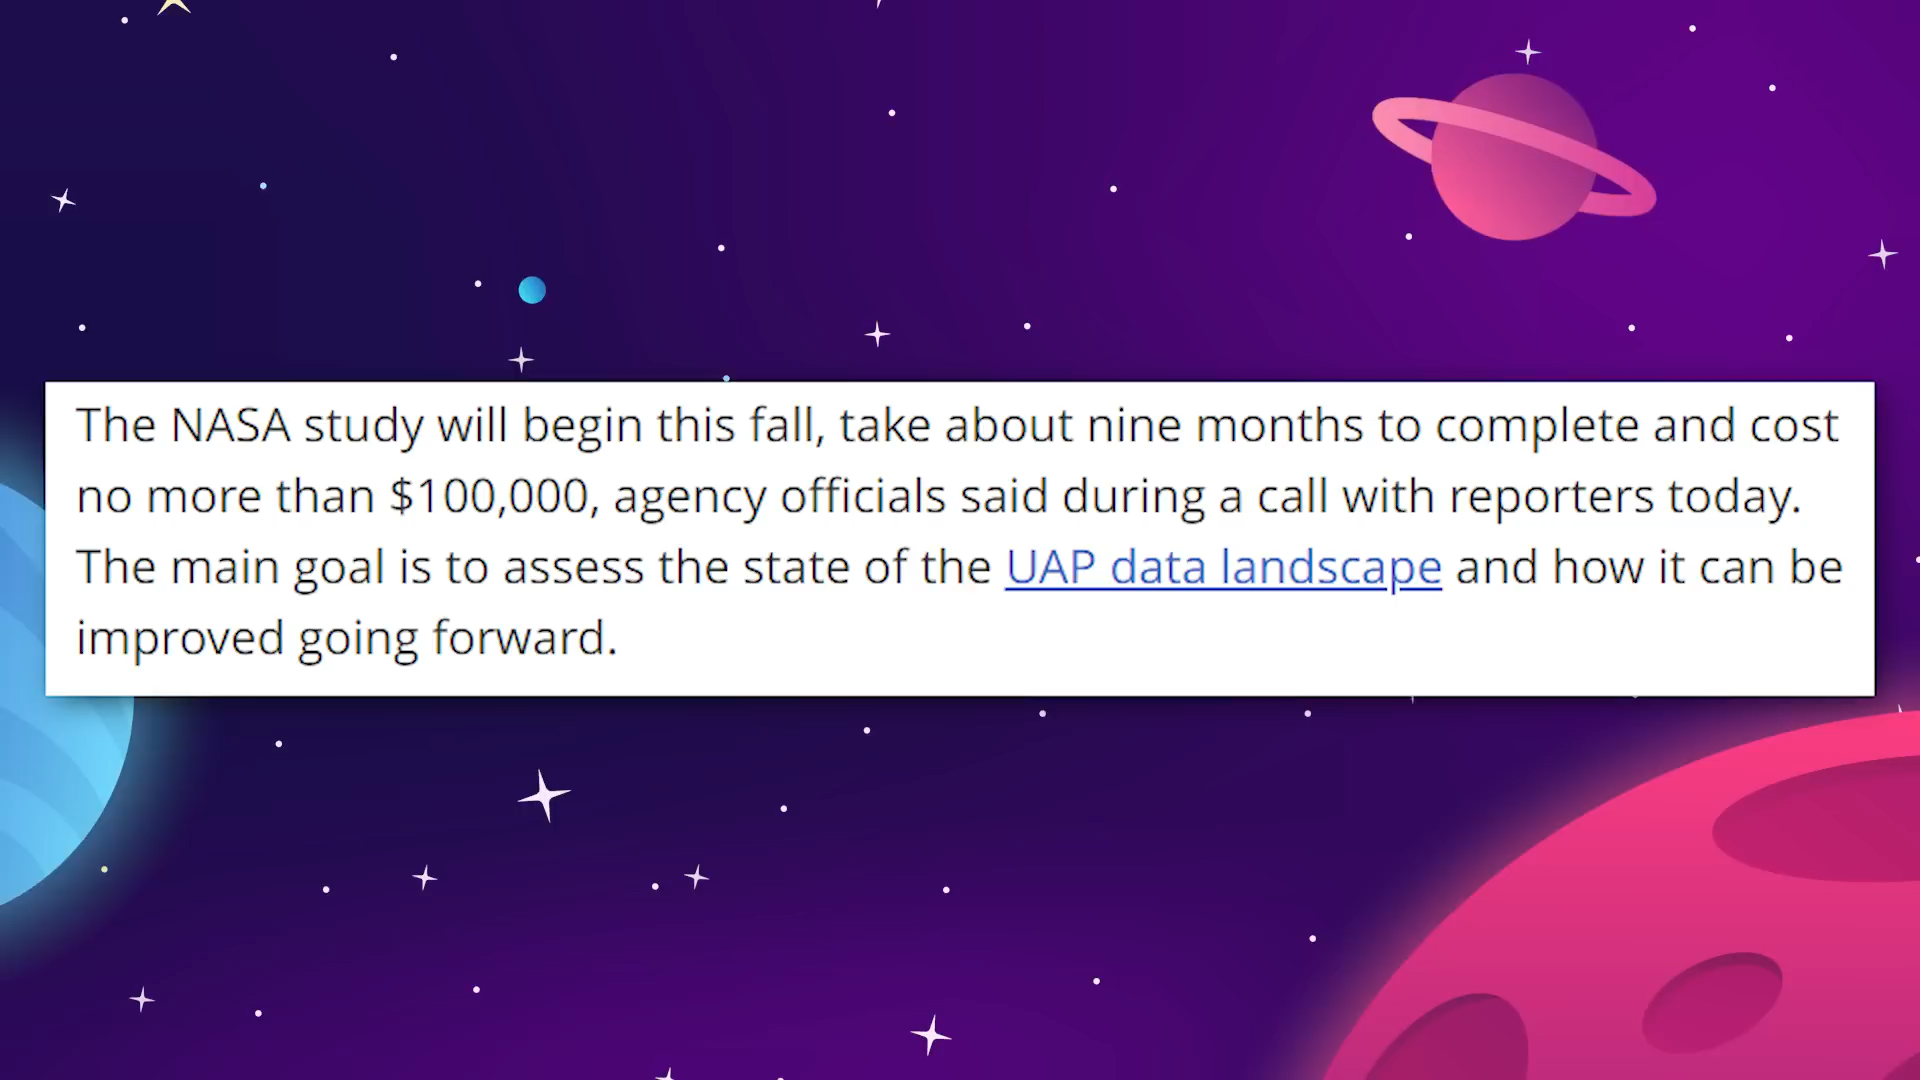 The NASA study will begin this fall, take about nine months to complete and cost
no more than $100,000, agency officials said during a call with reporters today.
The main goal is to assess the state of the UAP data landscape and how it can be
improved going forward.